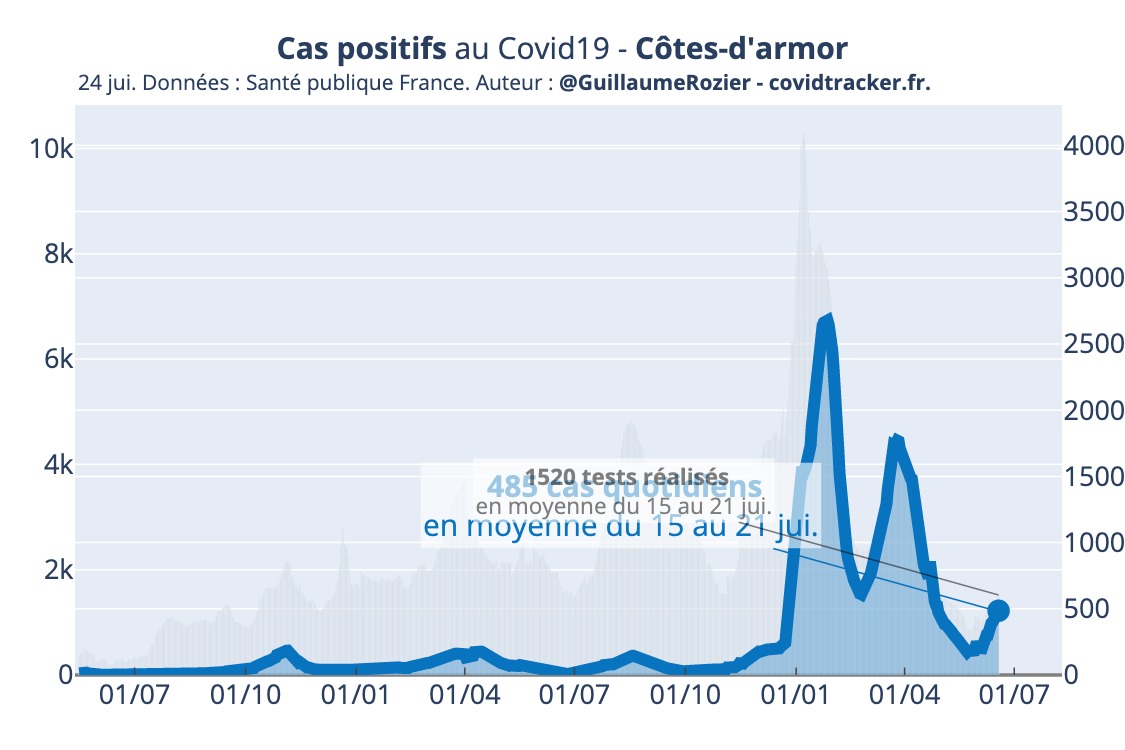 Cas positifs au Covid19 - Côtes-d'armor
24 jui. Données : Santé publique France. Auteur : @GuillaumeRozier - covidtracker.fr.
10k
8k
6k
4k
2k
0
4000
3500
3000
2500
2000
1500
1000
500
0
1520 tests réalisés
en moyenne du 15 au 21 jui.
485 cas quotidiens
en moyenne du 15 au 21 jui.
01/07 01/10 01/01 01/04 01/07 01/10 01/01 01/04 01/07